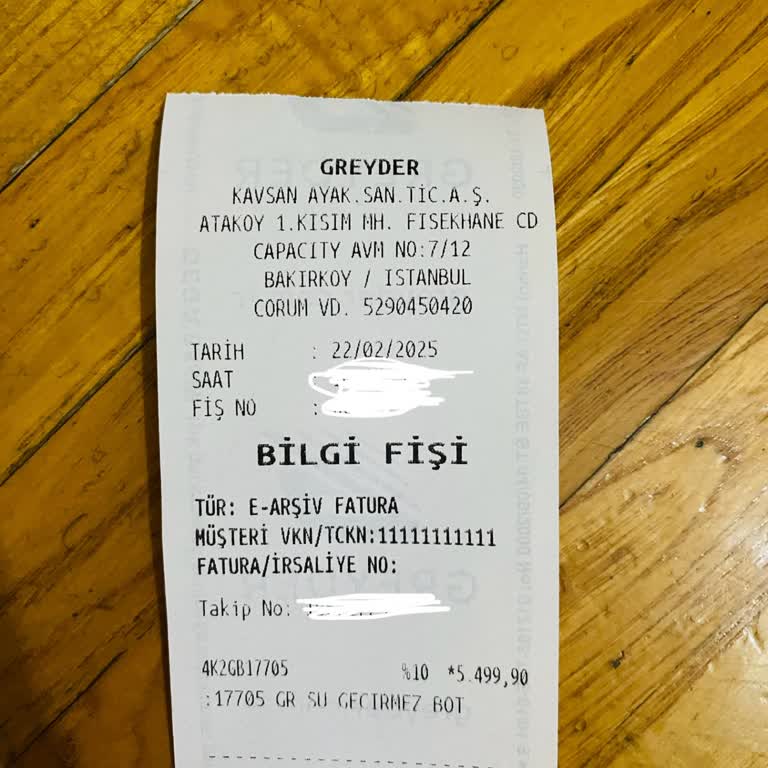 GREYDER
KAVSAN AYAK.SAN.TİC.A.Ş.
ATAKOY 1.KISIM MH. FISEKHANE CD
CAPACITY AVM NO:7/12
BAKIRKOY / ISTANBUL
CORUM VD. 5290450420
TARİH : 22/02/2025
SAAT :
FİŞ NO :
BİLGİ FİŞİ
TÜR: E-ARŞİV FATURA
MÜŞTERİ VKN/TCKN:11111111111
FATURA/İRSALİYE NO:
Takip No:
4K2GB17705 %10 *5.499,90
:17705 GR SU GECIRMEZ BOT